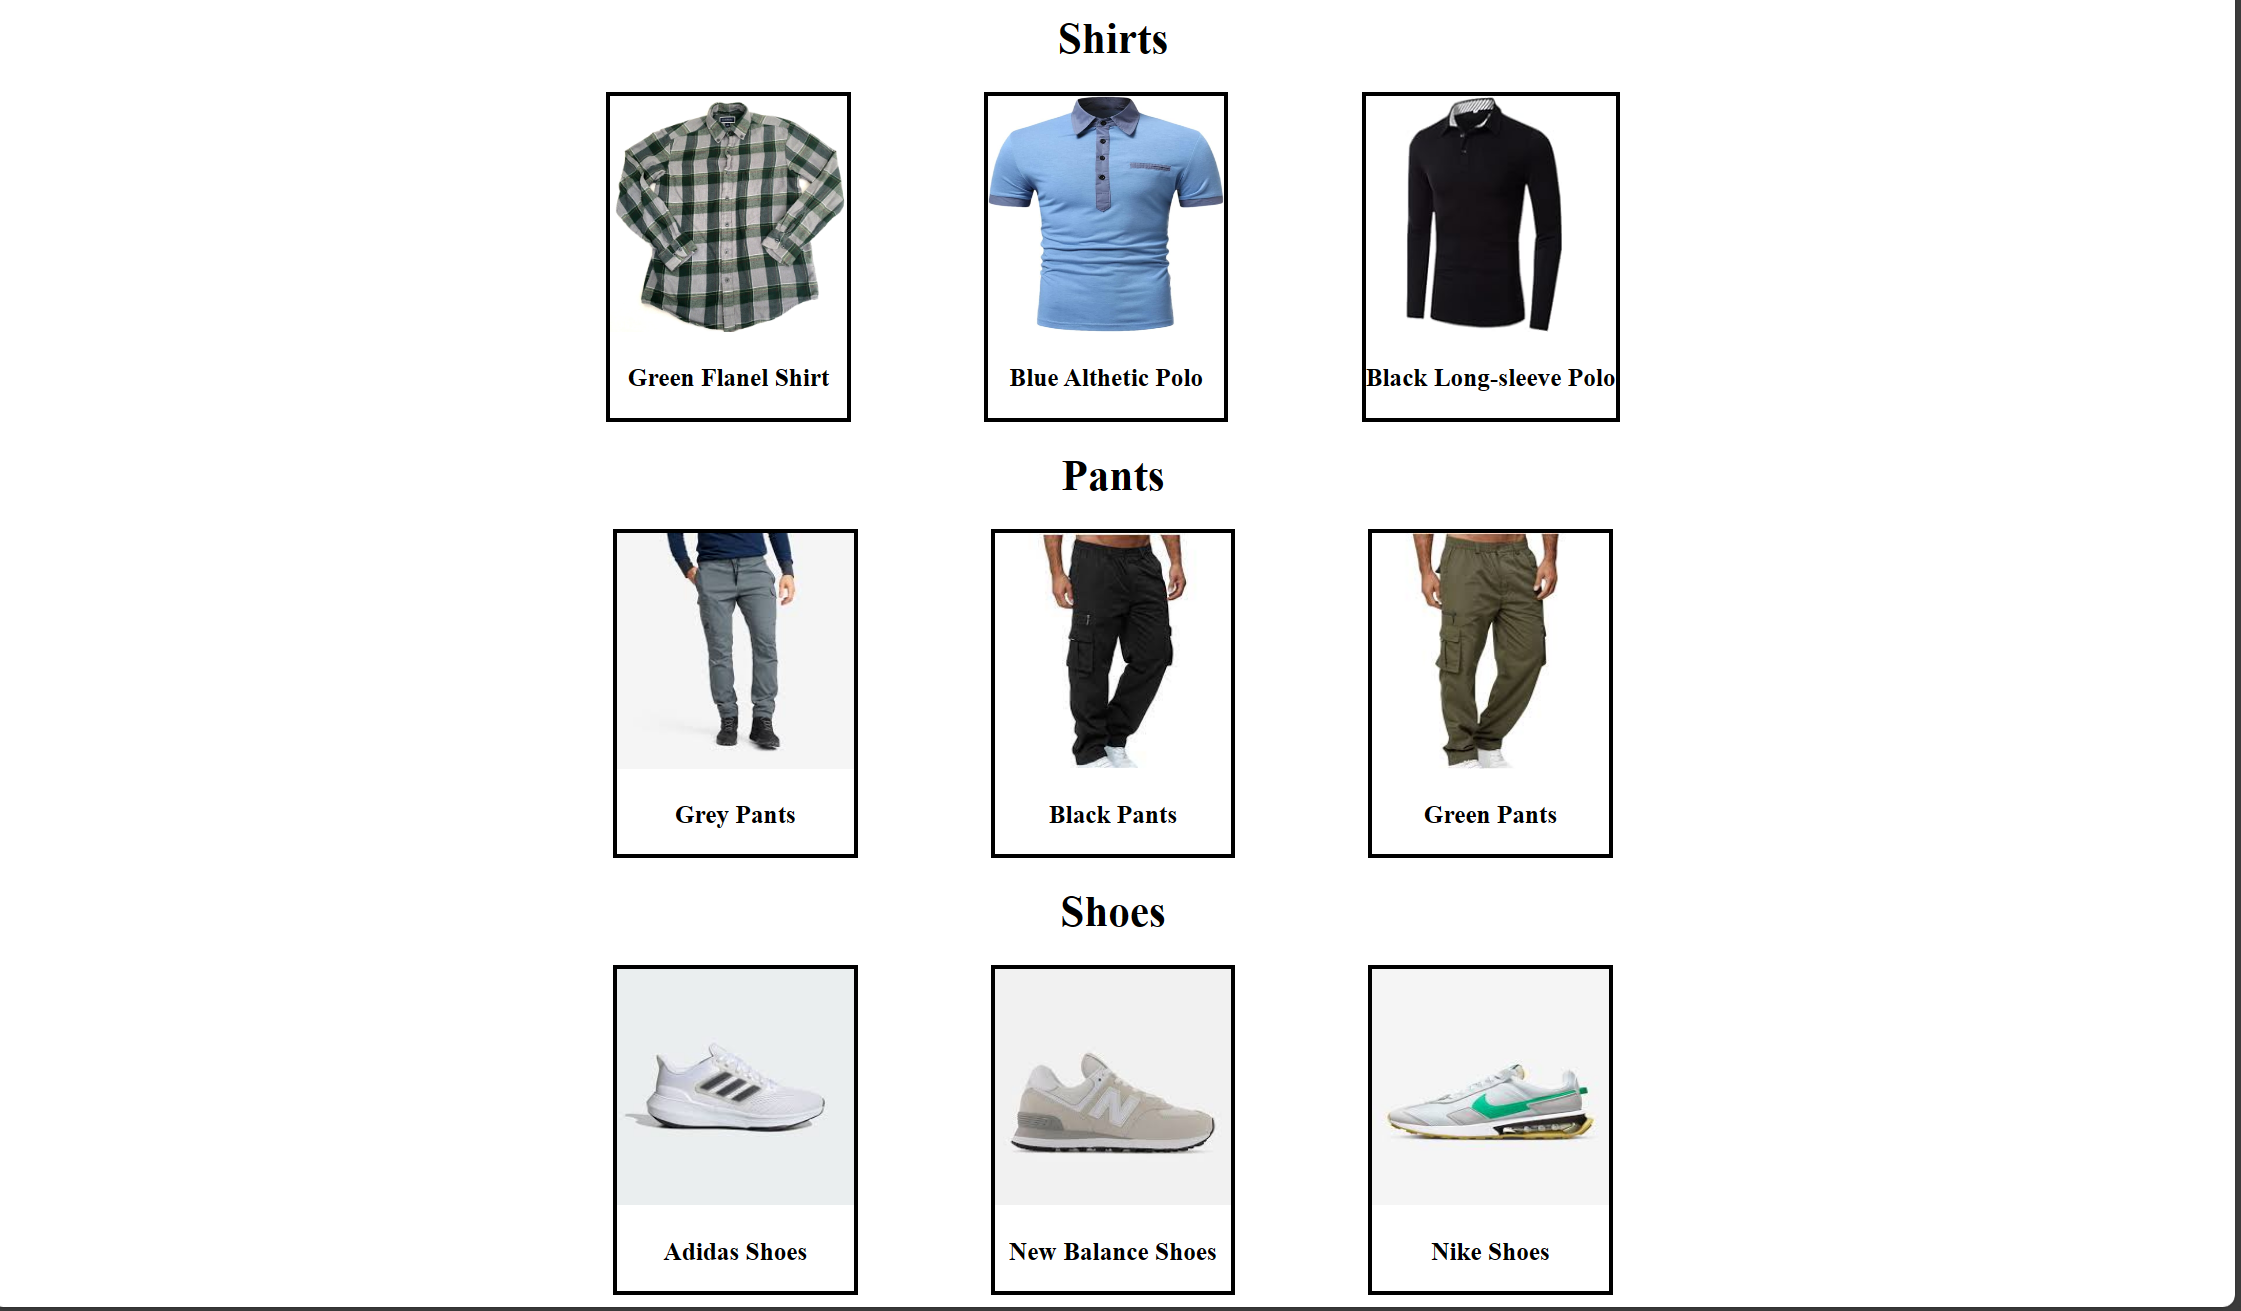 Shirts
Green Flanel Shirt
Blue Althetic Polo
Black Long-sleeve Polo
Pants
Grey Pants
Black Pants
Green Pants
Shoes
N
Adidas Shoes
New Balance Shoes
Nike Shoes